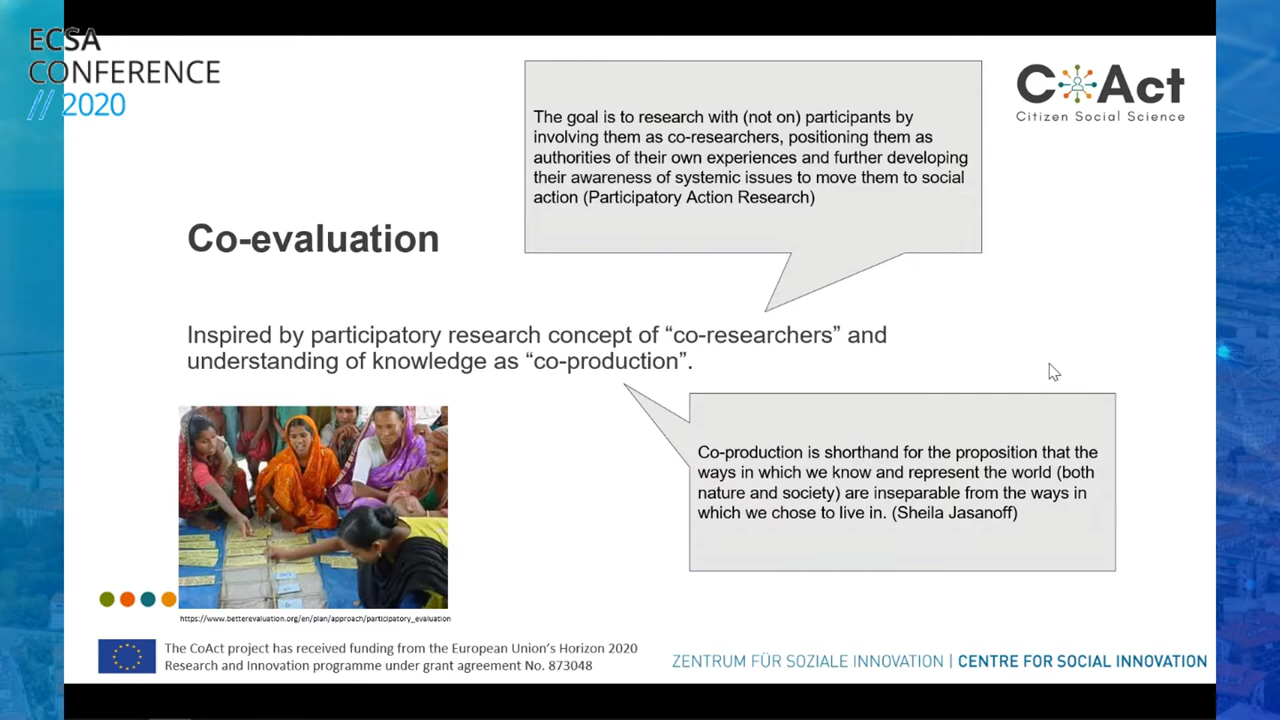 ECSA
CONFERENCE
// 2020
The goal is to research with (not on) participants by
involving them as co-researchers, positioning them as
authorities of their own experiences and further developing
their awareness of systemic issues to move them to social
action (Participatory Action Research)
CoAct
Citizen Social Science
Co-evaluation
Inspired by participatory research concept of “co-researchers” and
understanding of knowledge as “co-production”.
Co-production is shorthand for the proposition that the
ways in which we know and represent the world (both
nature and society) are inseparable from the ways in
which we chose to live in. (Sheila Jasanoff)
https://www.betterevaluation.org/en/plan/approach/participatory_evaluation
The CoAct project has received funding from the European Union’s Horizon 2020
Research and Innovation programme under grant agreement No. 873048
ZENTRUM FÜR SOZIALE INNOVATION | CENTRE FOR SOCIAL INNOVATION